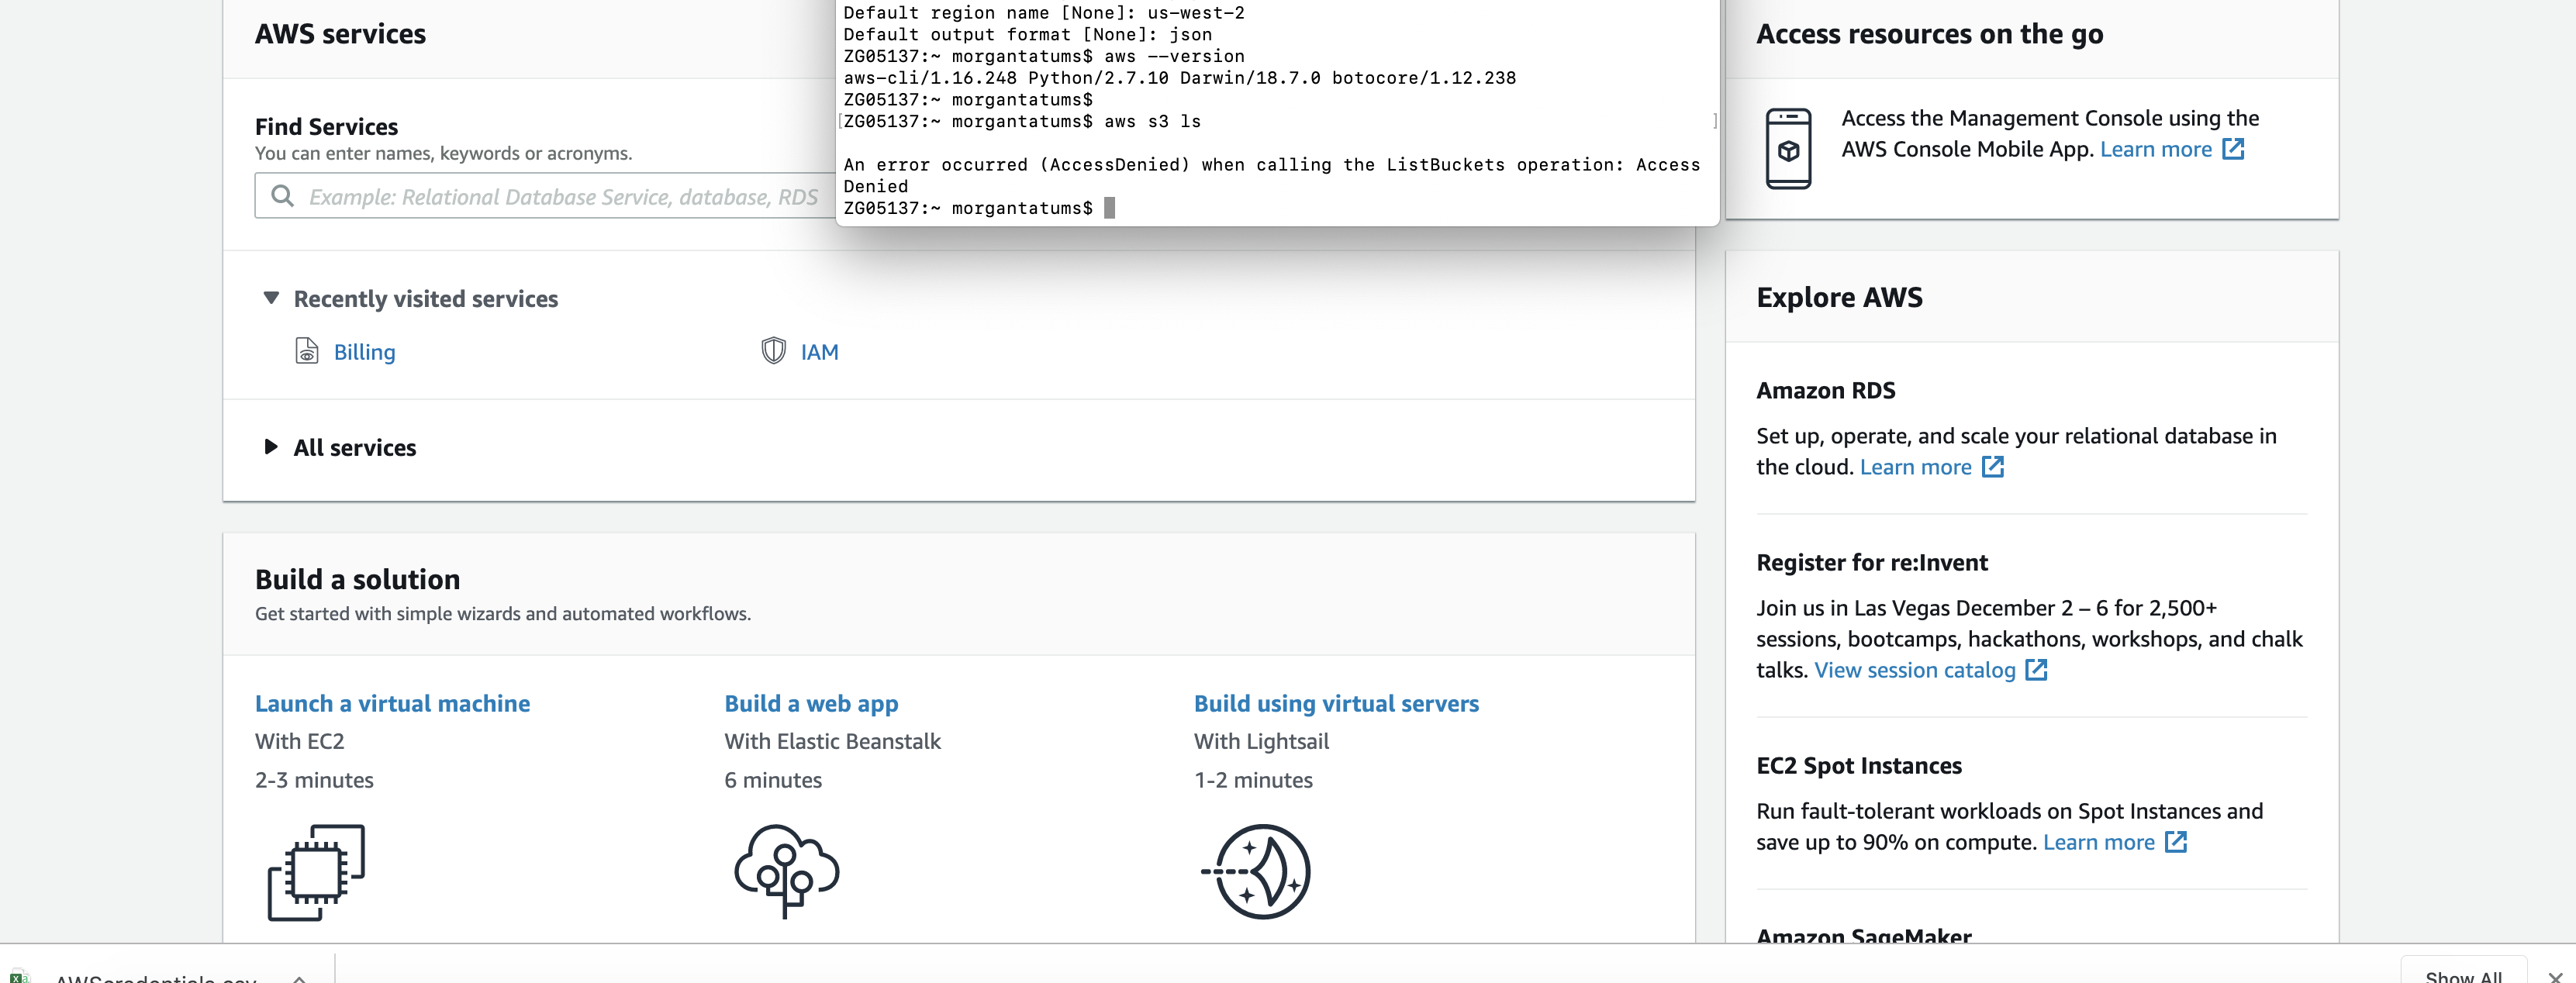 AWS services
Find Services
You can enter names, keywords or acronyms.
Example: Relational Database Service, database, RDS
Default region name [None]: us-west-2
Default output format [None]: json
ZG05137:~ morgantatums$ aws --version
aws-cli/1.16.248 Python/2.7.10 Darwin/18.7.0 botocore/1.12.238
ZG05137:~ morgantatums$
[ZG05137:~ morgantatums$ aws s3 ls ]
An error occurred (AccessDenied) when calling the ListBuckets operation: Access
Denied
ZG05137:~ morgantatums$
Recently visited services
Billing
IAM
All services
Build a solution
Get started with simple wizards and automated workflows.
Launch a virtual machine
With EC2
2-3 minutes
Build a web app
With Elastic Beanstalk
6 minutes
Build using virtual servers
With Lightsail
1-2 minutes
Access resources on the go
Access the Management Console using the
AWS Console Mobile App. Learn more
Explore AWS
Amazon RDS
Set up, operate, and scale your relational database in
the cloud. Learn more
Register for re:Invent
Join us in Las Vegas December 2 – 6 for 2,500+
sessions, bootcamps, hackathons, workshops, and chalk
talks. View session catalog
EC2 Spot Instances
Run fault-tolerant workloads on Spot Instances and
save up to 90% on compute. Learn more
Amazon SageMaker
AWScredentials.csv
Show All